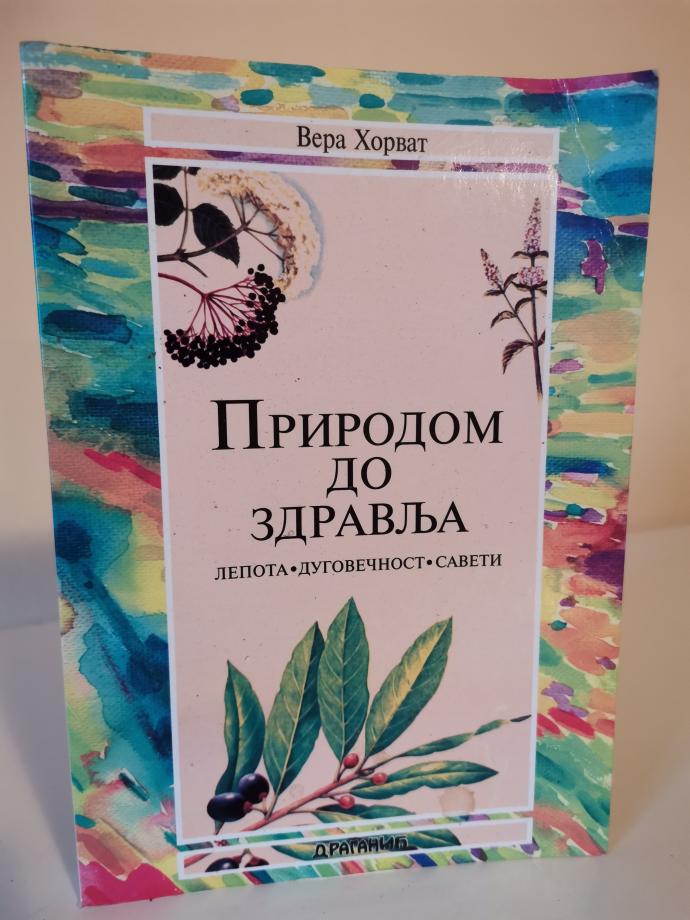 Вера Хорват
ПРИРОДОМ
ДО
ЗДРАВЉА
ЛЕПОТА•ДУГОВЕЧНОСТ•САВЕТИ
ДРАГАНИЋ